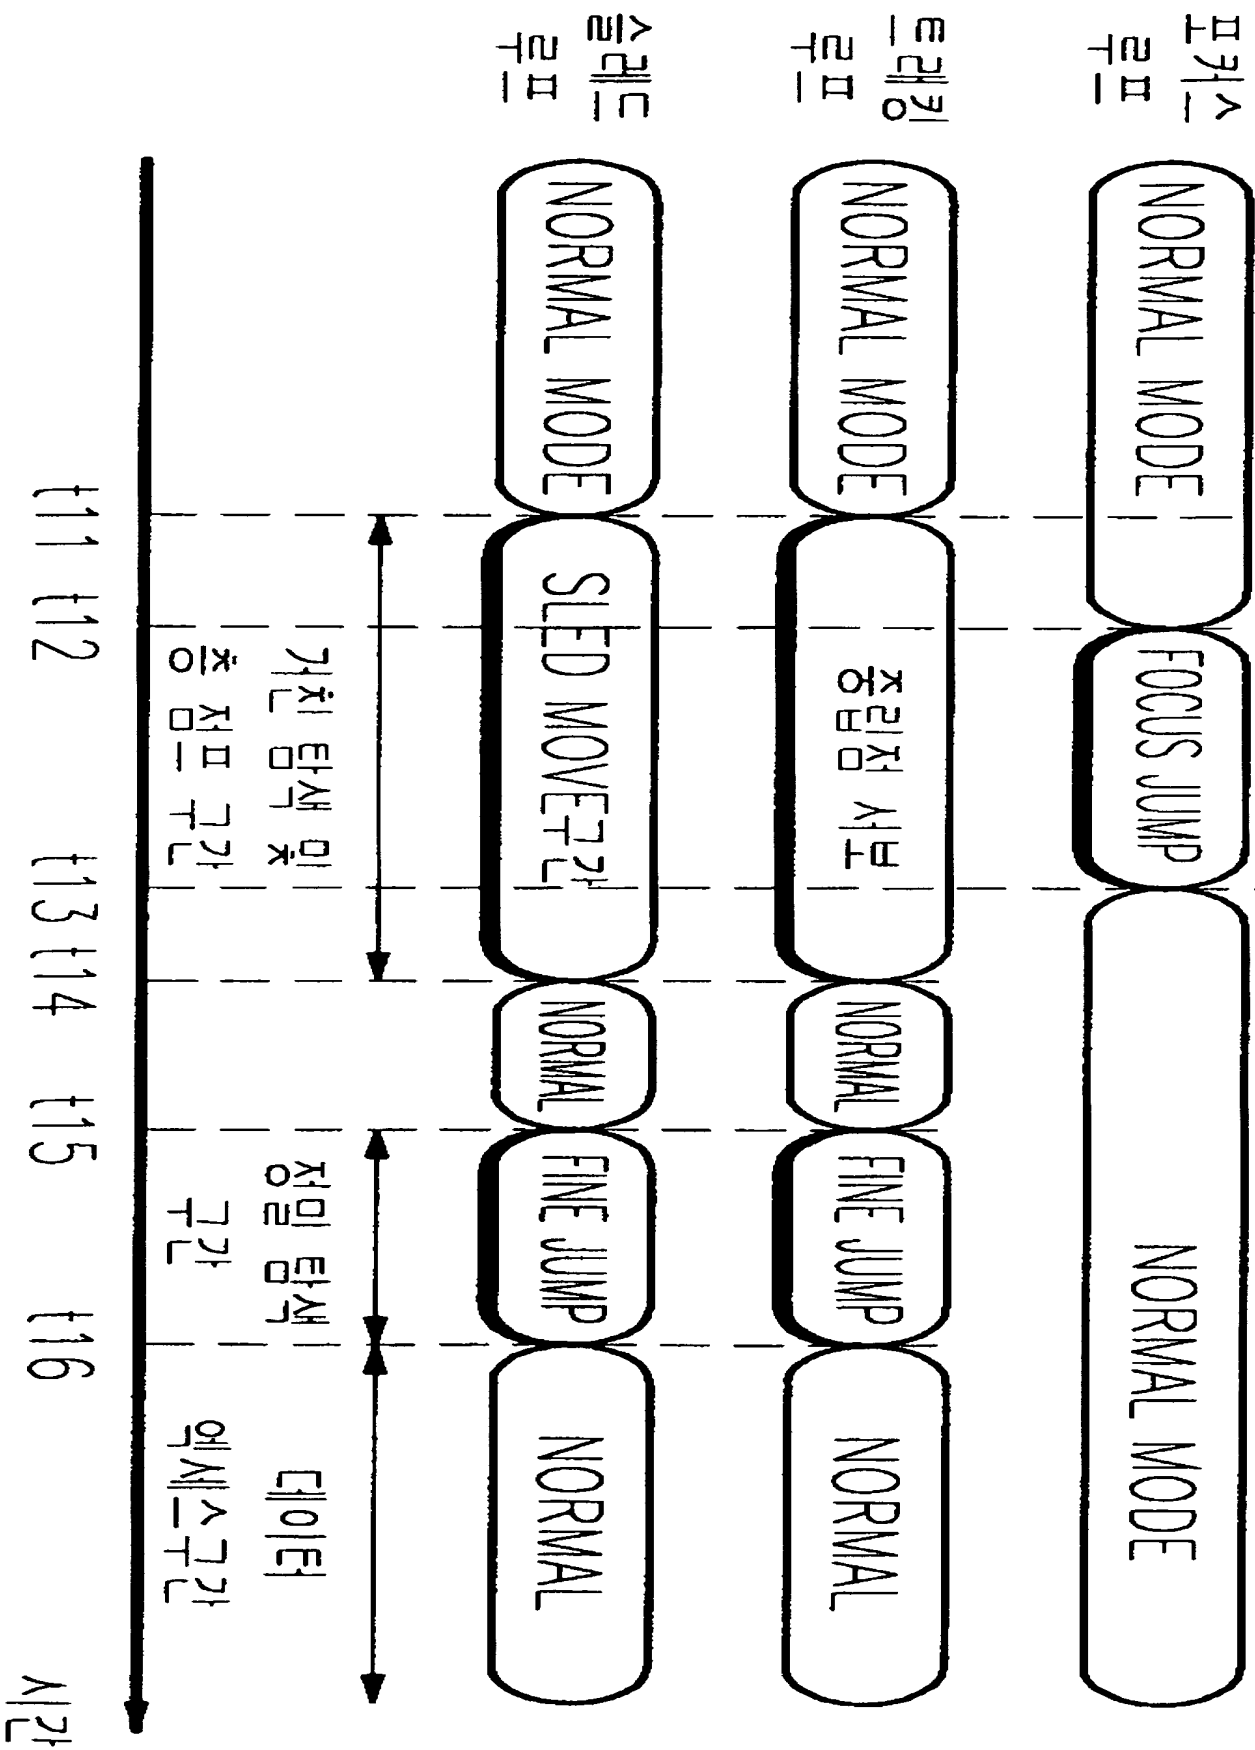 포커스
루프
NORMAL MODE
FOCUS JUMP
NORMAL MODE
트래킹
루프
NORMAL MODE
중립점 서보
NORMAL
FINE JUMP
NORMAL
슬레드
루프
NORMAL MODE
SLED MOVE구간
NORMAL
FINE JUMP
NORMAL
거친 탐색 및
층 점프 구간
정밀 탐색
구간
데이터
액세스구간
t11 t12 t13 t14 t15 t16 시간